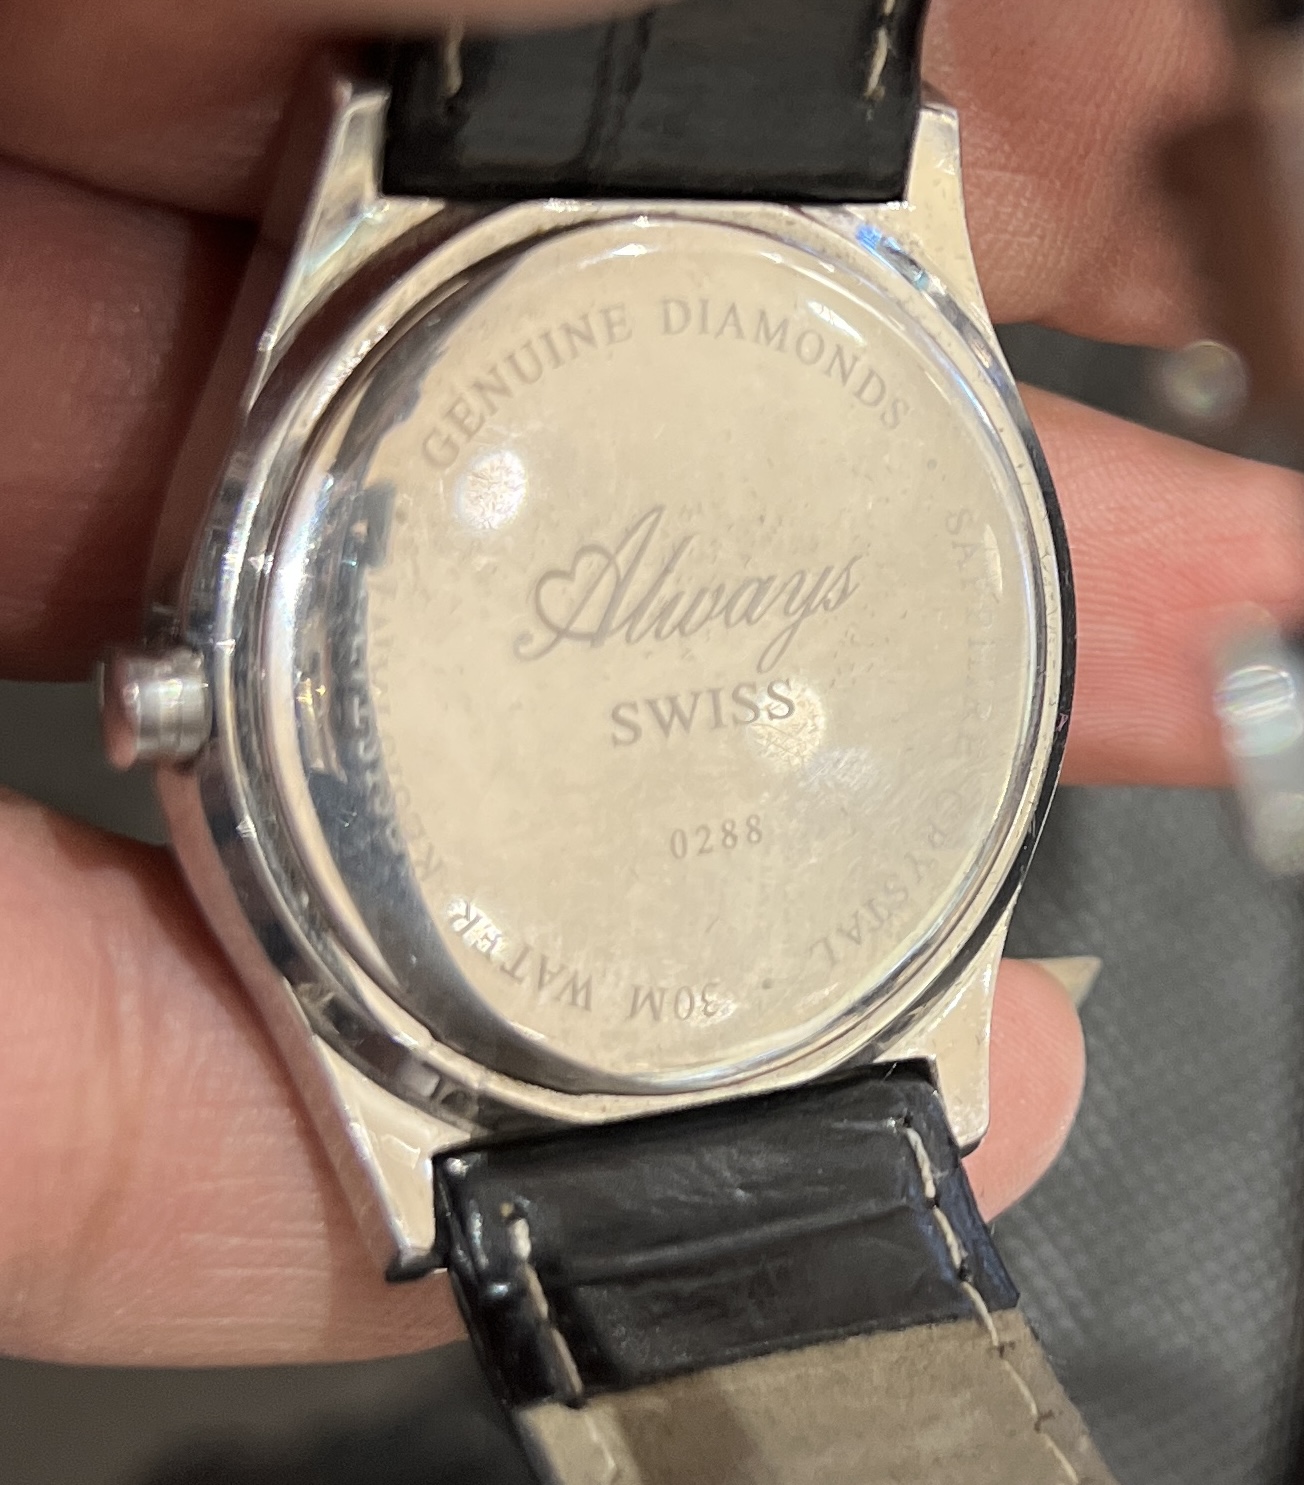 GENUINE DIAMONDS
SAPPHIRE CRYSTAL
30M WATER RESISTANT
Always
SWISS
0288